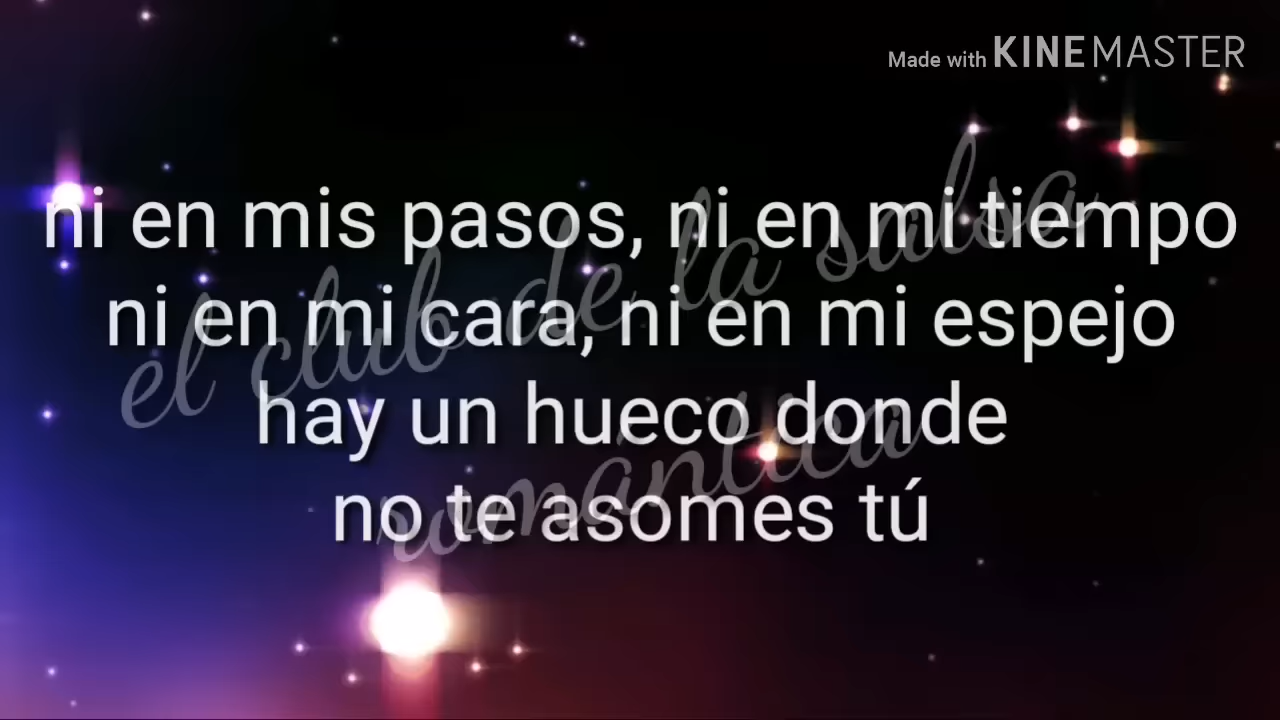 Made with KINEMASTER
ni en mis pasos, ni en mi tiempo
ni en mi cara, ni en mi espejo
hay un hueco donde
no te asomes tú
el club de la salsa
romántica